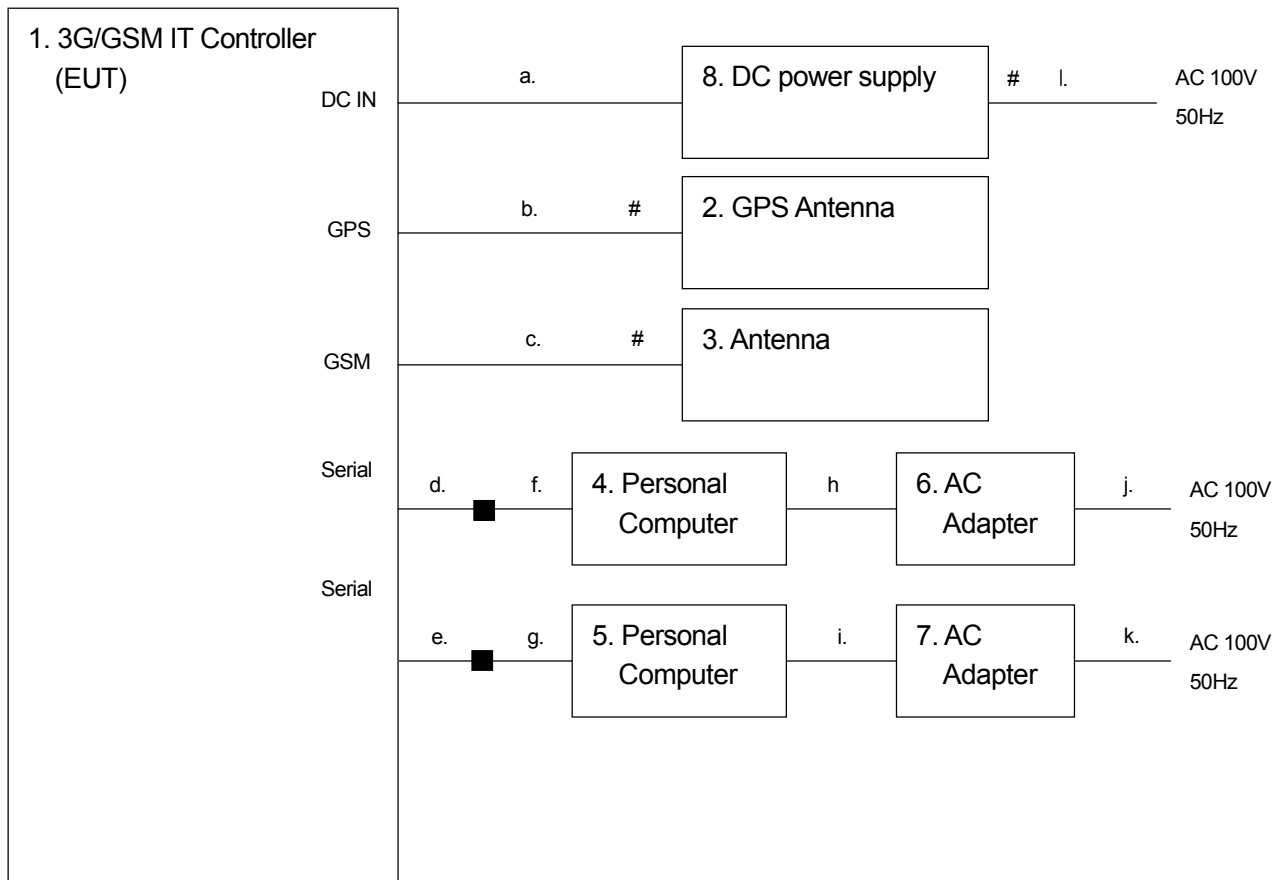 1. 3G/GSM IT Controller
(EUT)
DC IN
a.
8. DC power supply
# l.
AC 100V
50Hz
GPS
b. #
2. GPS Antenna
GSM
c. #
3. Antenna
Serial
d.
f.
4. Personal
Computer
h
6. AC
Adapter
j.
AC 100V
50Hz
Serial
e.
g.
5. Personal
Computer
i.
7. AC
Adapter
k.
AC 100V
50Hz